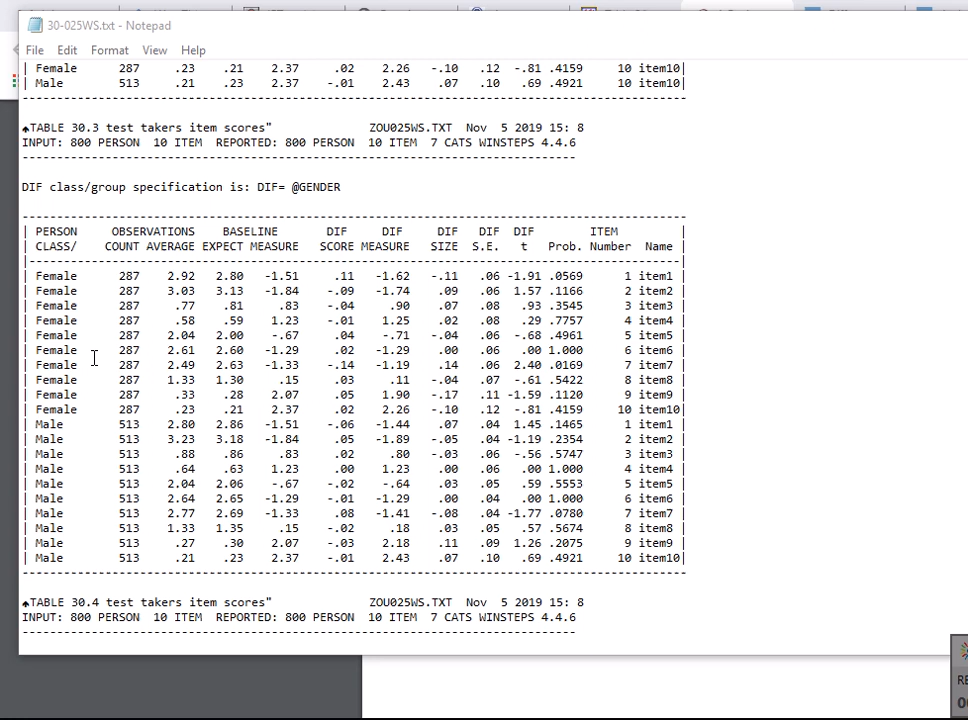 30-025WS.txt - Notepad
File Edit Format View Help
| Female 287 .23 .21 2.37 .02 2.26 -.10 .12 -.81 .4159 10 item10|
| Male 513 .21 .23 2.37 -.01 2.43 .07 .10 .69 .4921 10 item10|
TABLE 30.3 test takers item scores" ZOU025WS.TXT Nov 5 2019 15: 8
INPUT: 800 PERSON 10 ITEM REPORTED: 800 PERSON 10 ITEM 7 CATS WINSTEPS 4.4.6
DIF class/group specification is: DIF= @GENDER
| PERSON OBSERVATIONS BASELINE DIF DIF DIF DIF DIF ITEM |
| CLASS/ COUNT AVERAGE EXPECT MEASURE SCORE MEASURE SIZE S.E. t Prob. Number Name |
| Female 287 2.92 2.80 -1.51 .11 -1.62 -.11 .06 -1.91 .0569 1 item1 |
| Female 287 3.03 3.13 -1.84 -.09 -1.74 .09 .06 1.57 .1166 2 item2 |
| Female 287 .77 .81 .83 -.04 .90 .07 .08 .93 .3545 3 item3 |
| Female 287 .58 .59 1.23 -.01 1.25 .02 .08 .29 .7757 4 item4 |
| Female 287 2.04 2.00 -.67 .04 -.71 -.04 .06 -.68 .4961 5 item5 |
| Female 287 2.61 2.60 -1.29 .02 -1.29 .00 .06 .00 1.000 6 item6 |
| Female 287 2.49 2.63 -1.33 -.14 -1.19 .14 .06 2.40 .0169 7 item7 |
| Female 287 1.33 1.30 .15 .03 .11 -.04 .07 -.61 .5422 8 item8 |
| Female 287 .33 .28 2.07 .05 1.90 -.17 .11 -1.59 .1120 9 item9 |
| Female 287 .23 .21 2.37 .02 2.26 -.10 .12 -.81 .4159 10 item10|
| Male 513 2.80 2.86 -1.51 -.06 -1.44 .07 .04 1.45 .1465 1 item1 |
| Male 513 3.23 3.18 -1.84 .05 -1.89 -.05 .04 -1.19 .2354 2 item2 |
| Male 513 .88 .86 .83 .02 .80 -.03 .06 -.56 .5747 3 item3 |
| Male 513 .64 .63 1.23 .00 1.23 .00 .06 .00 1.000 4 item4 |
| Male 513 2.04 2.06 -.67 -.02 -.64 .03 .05 .59 .5553 5 item5 |
| Male 513 2.64 2.65 -1.29 -.01 -1.29 .00 .04 .00 1.000 6 item6 |
| Male 513 2.77 2.69 -1.33 .08 -1.41 -.08 .04 -1.77 .0780 7 item7 |
| Male 513 1.33 1.35 .15 -.02 .18 .03 .05 .57 .5674 8 item8 |
| Male 513 .27 .30 2.07 -.03 2.18 .11 .09 1.26 .2075 9 item9 |
| Male 513 .21 .23 2.37 -.01 2.43 .07 .10 .69 .4921 10 item10|
TABLE 30.4 test takers item scores" ZOU025WS.TXT Nov 5 2019 15: 8
INPUT: 800 PERSON 10 ITEM REPORTED: 800 PERSON 10 ITEM 7 CATS WINSTEPS 4.4.6